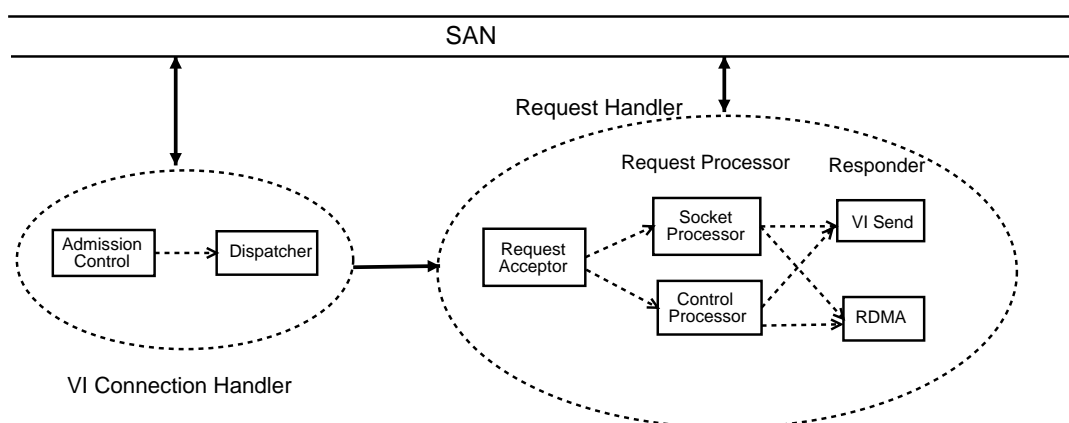 SAN
Request Handler
Request Processor
Responder
Socket
Processor
VI Send
Admission
Control
Dispatcher
Request
Acceptor
Control
Processor
RDMA
VI Connection Handler